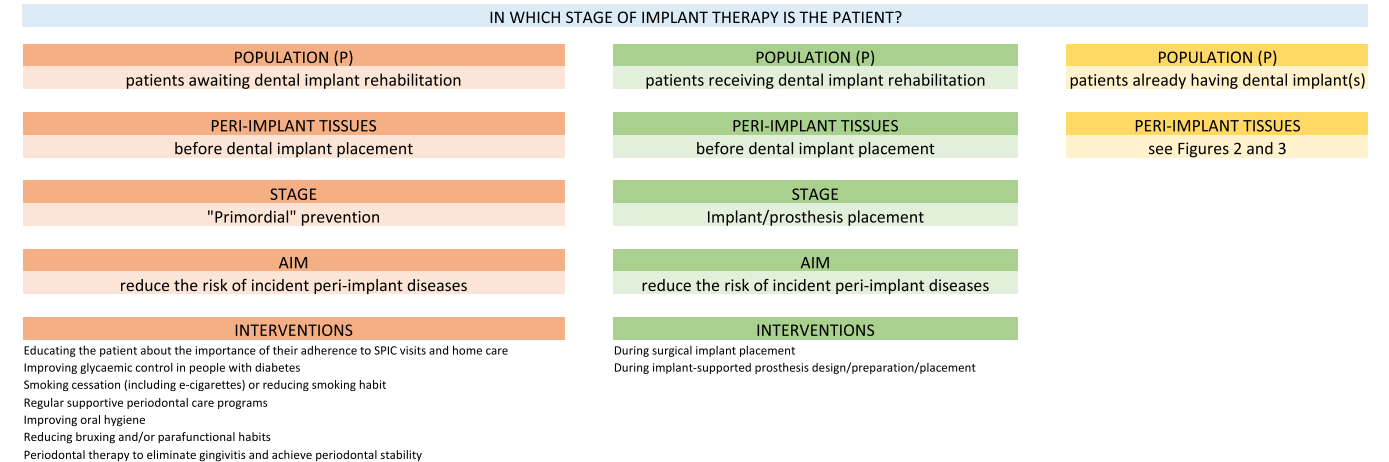 IN WHICH STAGE OF IMPLANT THERAPY IS THE PATIENT?
POPULATION (P)
patients awaiting dental implant rehabilitation
PERI-IMPLANT TISSUES
before dental implant placement
STAGE
"Primordial" prevention
AIM
reduce the risk of incident peri-implant diseases
INTERVENTIONS
Educating the patient about the importance of their adherence to SPIC visits and home care
Improving glycaemic control in people with diabetes
Smoking cessation (including e-cigarettes) or reducing smoking habit
Regular supportive periodontal care programs
Improving oral hygiene
Reducing bruxing and/or parafunctional habits
Periodontal therapy to eliminate gingivitis and achieve periodontal stability
POPULATION (P)
patients receiving dental implant rehabilitation
PERI-IMPLANT TISSUES
before dental implant placement
STAGE
Implant/prosthesis placement
AIM
reduce the risk of incident peri-implant diseases
INTERVENTIONS
During surgical implant placement
During implant-supported prosthesis design/preparation/placement
POPULATION (P)
patients already having dental implant(s)
PERI-IMPLANT TISSUES
see Figures 2 and 3